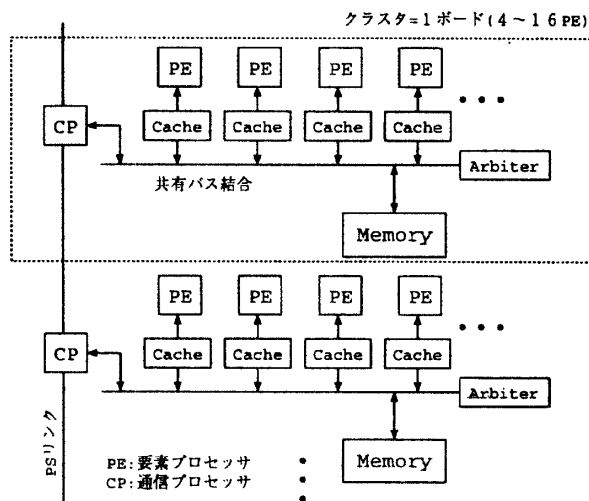 クラスタ=1ボード(4~16PE)
PE PE PE PE
CP Cache Cache Cache Cache
Arbiter
共有バス結合
Memory
PE PE PE PE
CP Cache Cache Cache Cache
Arbiter
PSリンク
Memory
PE:要素プロセッサ
CP:通信プロセッサ